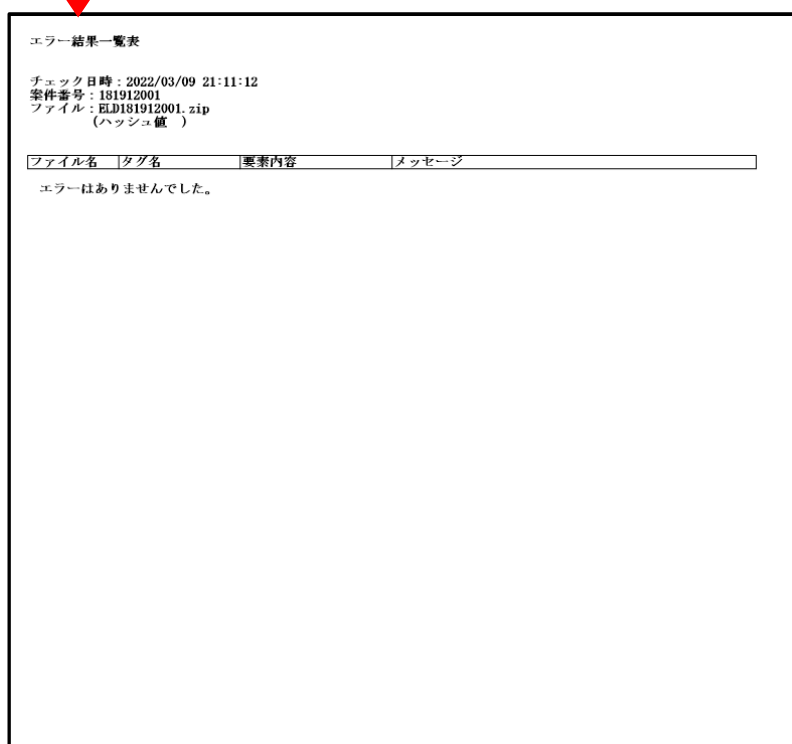 エラー結果一覧表
チェック日時：2022/03/09 21:11:12
案件番号：181912001
ファイル：ELD181912001.zip
(ハッシュ値 )
ファイル名 タグ名 要素内容 メッセージ
エラーはありませんでした。